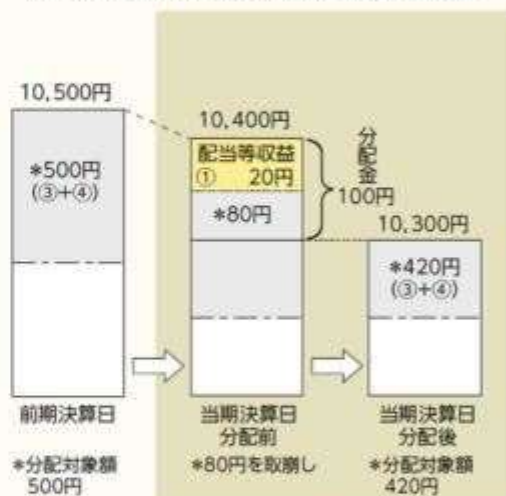 10,500円
*500円
(③+④)
前期決算日
*分配対象額
500円
10,400円
配当等収益
① 20円
*80円
分配金
100円
当期決算日
分配前
*80円を取崩し
10,300円
*420円
(③+④)
当期決算日
分配後
*分配対象額
420円